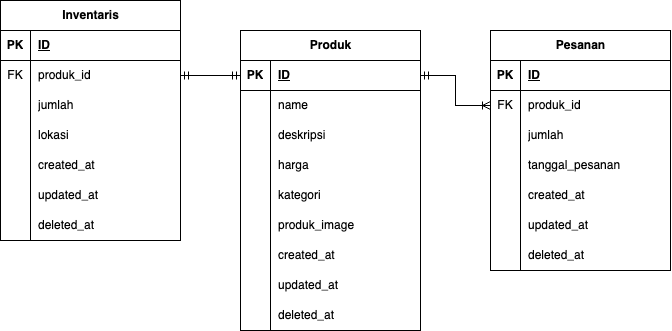 Inventaris
PK ID
FK produk_id
jumlah
lokasi
created_at
updated_at
deleted_at
Produk
PK ID
name
deskripsi
harga
kategori
produk_image
created_at
updated_at
deleted_at
Pesanan
PK ID
FK produk_id
jumlah
tanggal_pesanan
created_at
updated_at
deleted_at